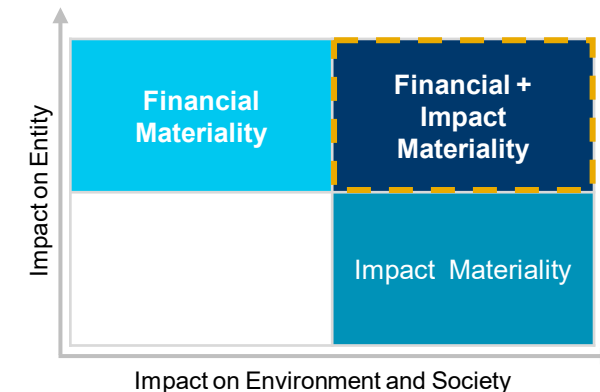 Impact on Entity
Financial
Materiality
Financial +
Impact
Materiality
Impact Materiality
Impact on Environment and Society